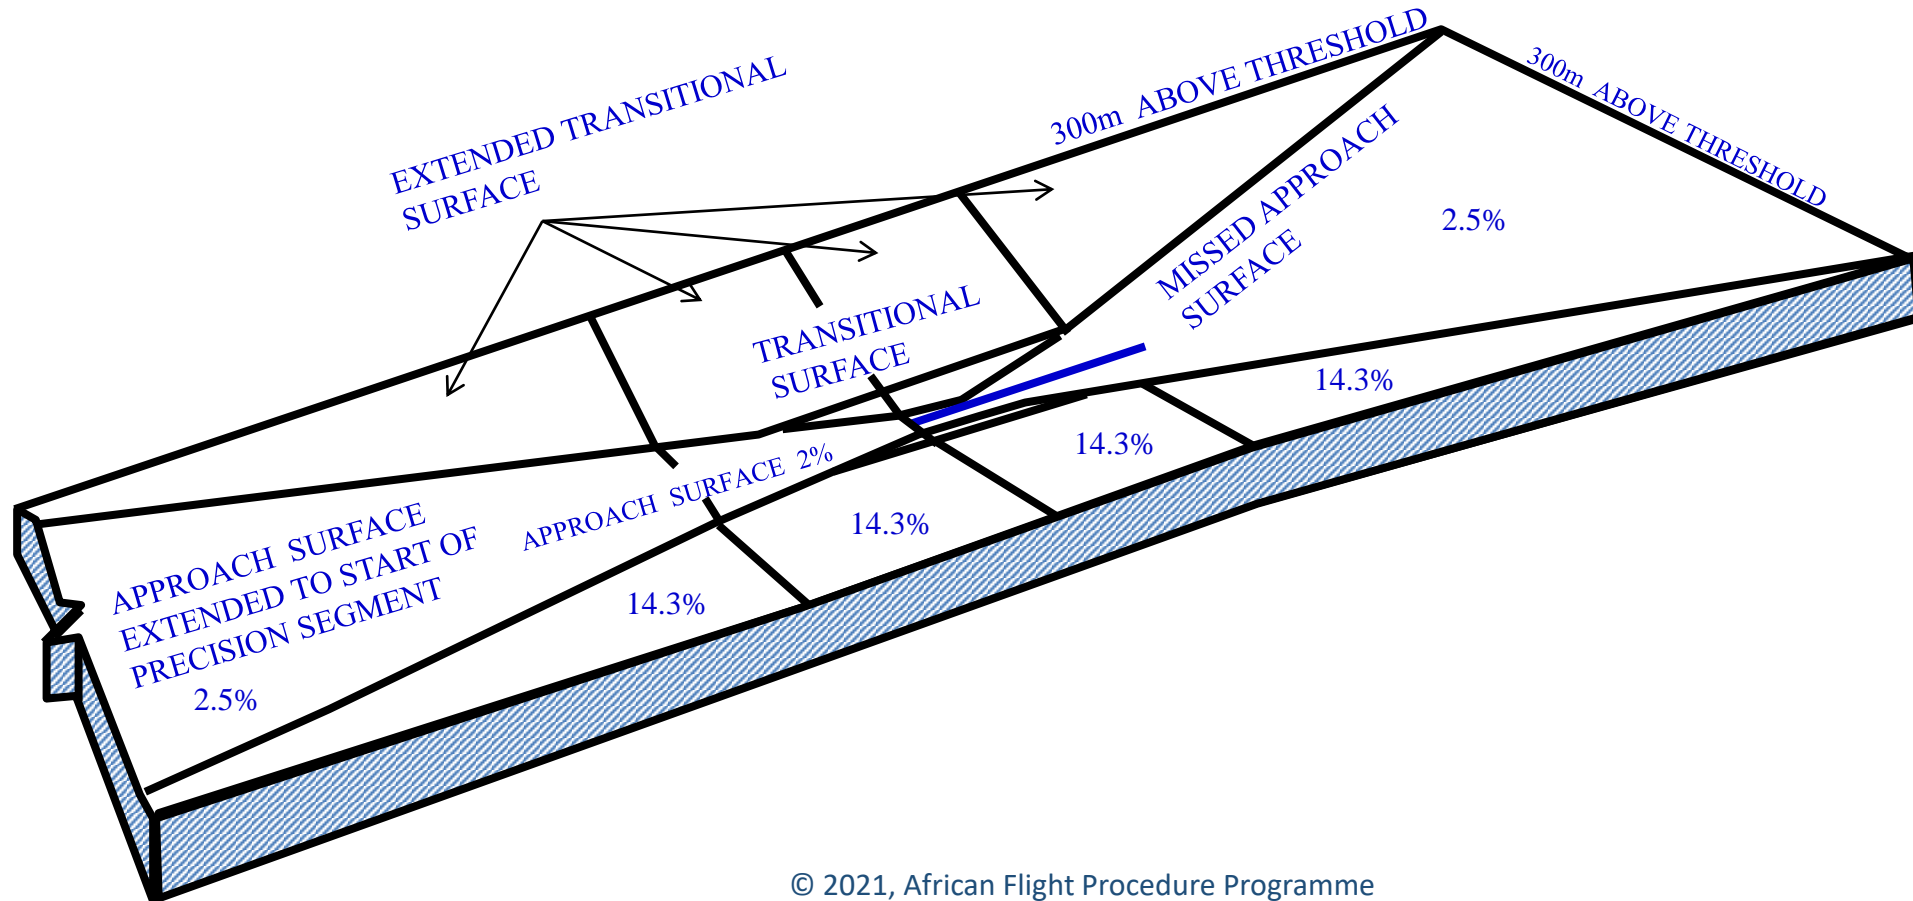 EXTENDED TRANSITIONAL
SURFACE
300m ABOVE THRESHOLD
300m ABOVE THRESHOLD
MISSED APPROACH
SURFACE
2.5%
TRANSITIONAL
SURFACE
14.3%
14.3%
APPROACH SURFACE 2%
14.3%
APPROACH SURFACE
EXTENDED TO START OF
PRECISION SEGMENT
2.5%
14.3%
© 2021, African Flight Procedure Programme